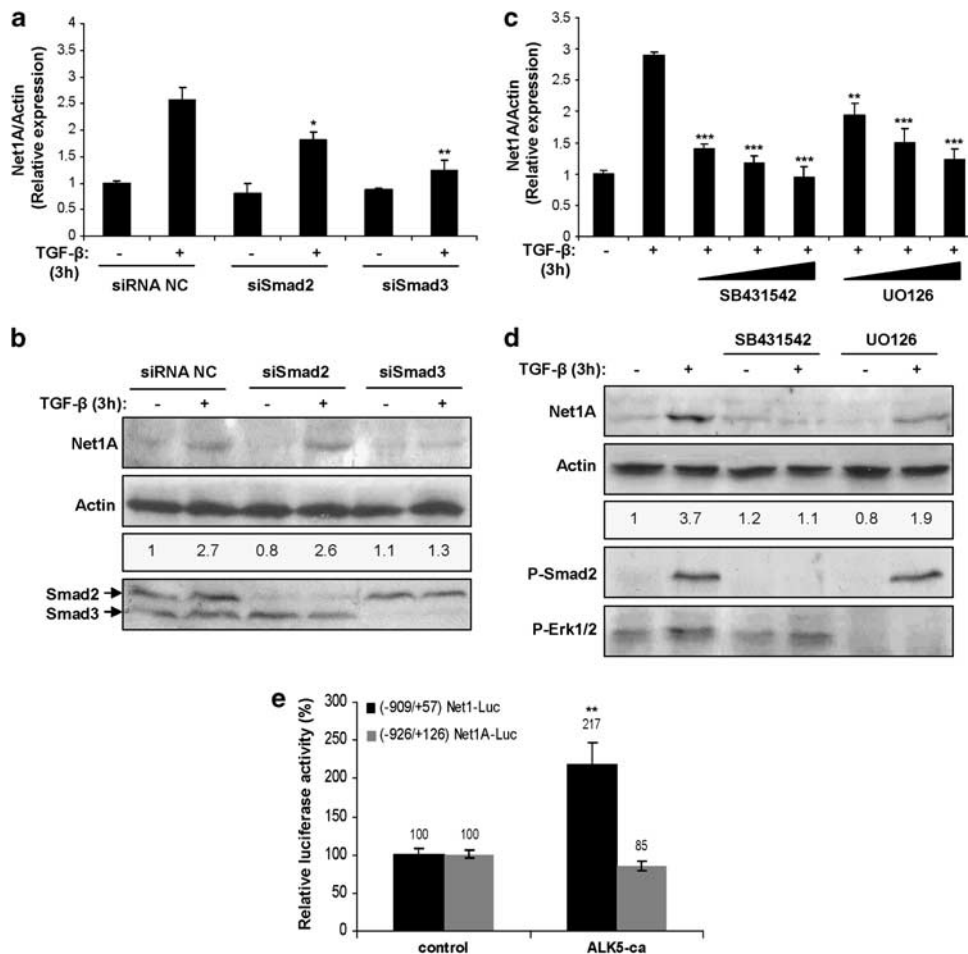 a
Net1A/Actin
(Relative expression)
4
3.5
3
2.5
2
1.5
1
0.5
0
*
**
TGF-β: - + - + - +
(3h)
siRNA NC siSmad2 siSmad3
b
siRNA NC siSmad2 siSmad3
TGF-β (3h): - + - + - +
Net1A
Actin
1 2.7 0.8 2.6 1.1 1.3
Smad2
Smad3
c
Net1A/Actin
(Relative expression)
3.5
3
2.5
2
1.5
1
0.5
0
*** *** *** ** *** ***
TGF-β: - + + + + + + +
(3h)
SB431542 UO126
d
SB431542 UO126
TGF-β (3h): - + - + - +
Net1A
Actin
1 3.7 1.2 1.1 0.8 1.9
P-Smad2
P-Erk1/2
e
Relative luciferase activity (%)
300
250
200
150
100
50
0
(-909/+57) Net1-Luc
(-926/+126) Net1A-Luc
100 100
**
217
85
control ALK5-ca